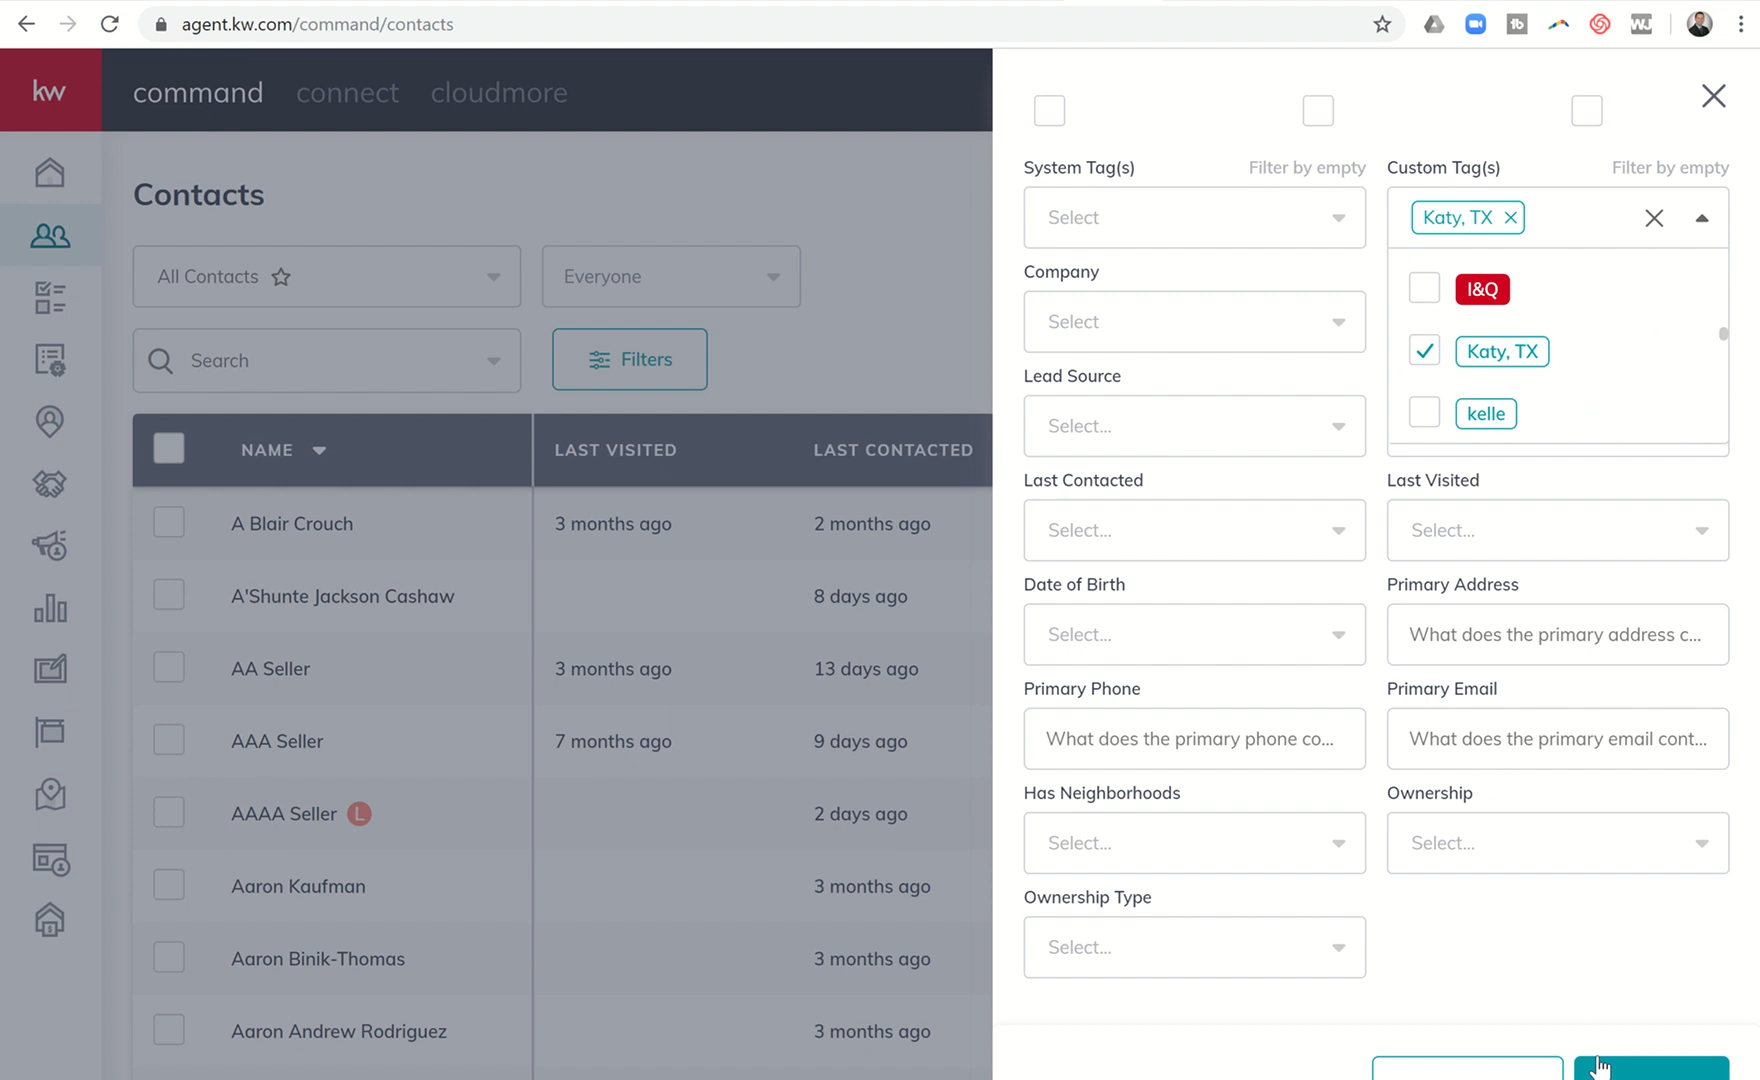 agent.kw.com/command/contacts
kw
command
connect
cloudmore
Contacts
All Contacts
Everyone
Search
Filters
NAME
LAST VISITED
LAST CONTACTED
A Blair Crouch
3 months ago
2 months ago
A'Shunte Jackson Cashaw
8 days ago
AA Seller
3 months ago
13 days ago
AAA Seller
7 months ago
9 days ago
AAAA Seller
L
2 days ago
Aaron Kaufman
3 months ago
Aaron Binik-Thomas
3 months ago
Aaron Andrew Rodriguez
3 months ago
System Tag(s)
Filter by empty
Select
Custom Tag(s)
Filter by empty
Katy, TX
I&Q
Katy, TX
kelle
Company
Select
Lead Source
Select...
Last Contacted
Select...
Last Visited
Select...
Date of Birth
Select...
Primary Address
What does the primary address c...
Primary Phone
What does the primary phone co...
Primary Email
What does the primary email cont...
Has Neighborhoods
Select...
Ownership
Select...
Ownership Type
Select...